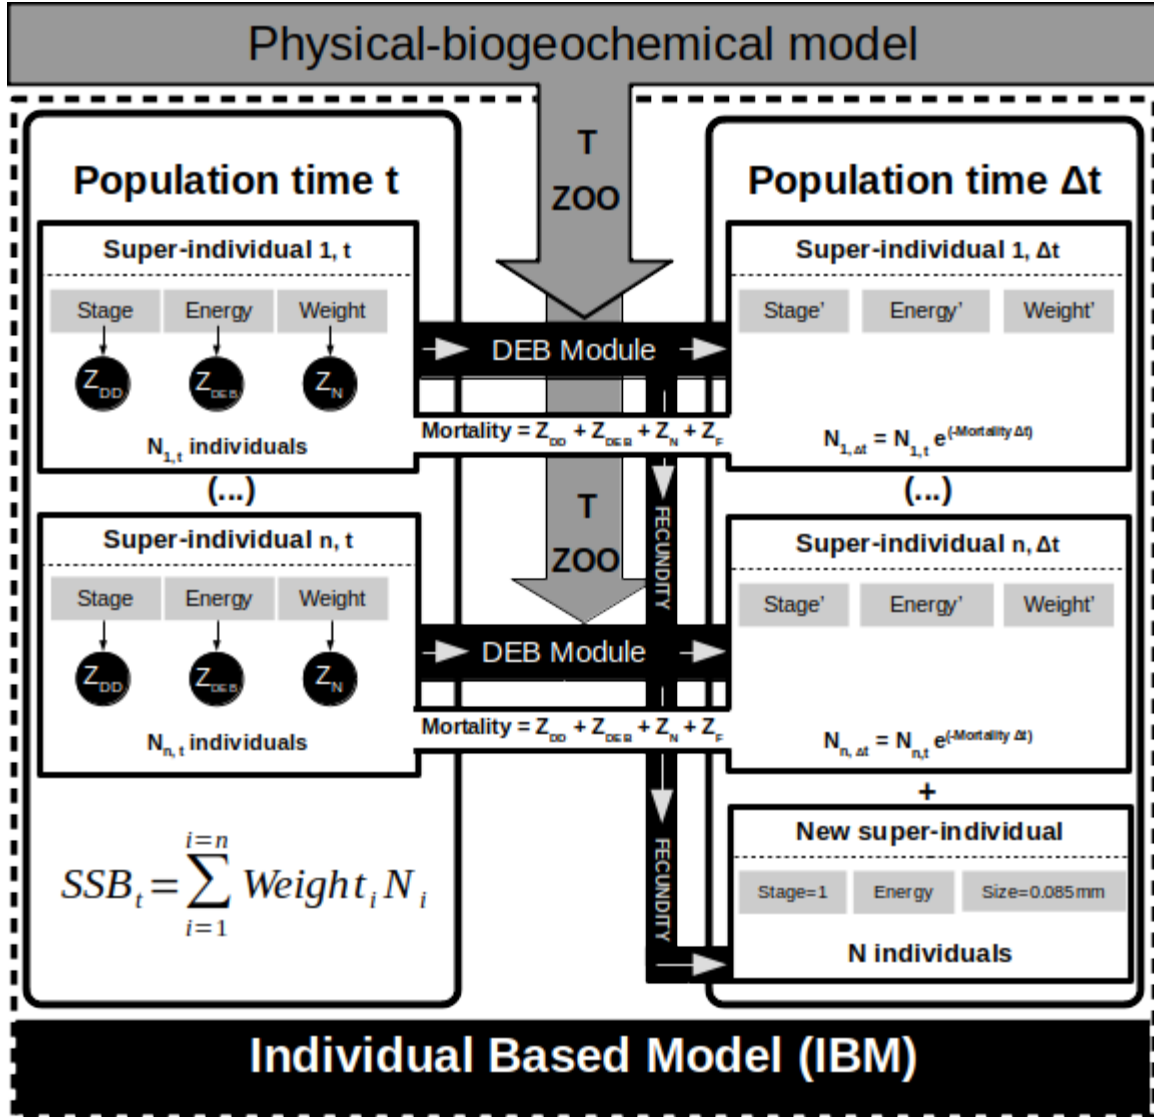 Physical-biogeochemical model
T
ZOO
Population time t
Super-individual 1, t
Stage Energy Weight
Z_DD Z_DEB Z_N
N_1,t individuals
(...)
Super-individual n, t
Stage Energy Weight
Z_DD Z_DEB Z_N
N_n, t individuals
SSB_t = ∑_{i=1}^{i=n} Weight_i N_i
DEB Module
Mortality = Z_DD + Z_DEB + Z_N + Z_F
T
ZOO
FECUNDITY
DEB Module
Mortality = Z_DD + Z_DEB + Z_N + Z_F
FECUNDITY
Population time Δt
Super-individual 1, Δt
Stage’ Energy’ Weight’
N_1, Δt = N_1,t e^(-Mortality Δt)
(...)
Super-individual n, Δt
Stage’ Energy’ Weight’
N_n, Δt = N_n,t e^(-Mortality Δt)
+
New super-individual
Stage=1 Energy Size=0.085mm
N individuals
Individual Based Model (IBM)